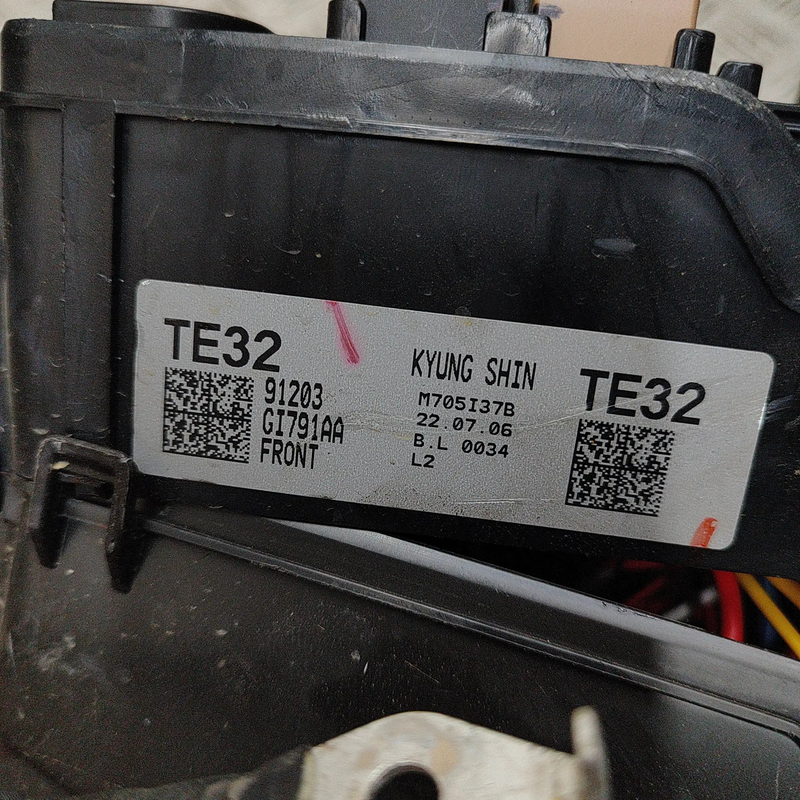 TE32
91203
GI791AA
FRONT
KYUNG SHIN
M705I37B
22.07.06
B.L 0034
L2
TE32